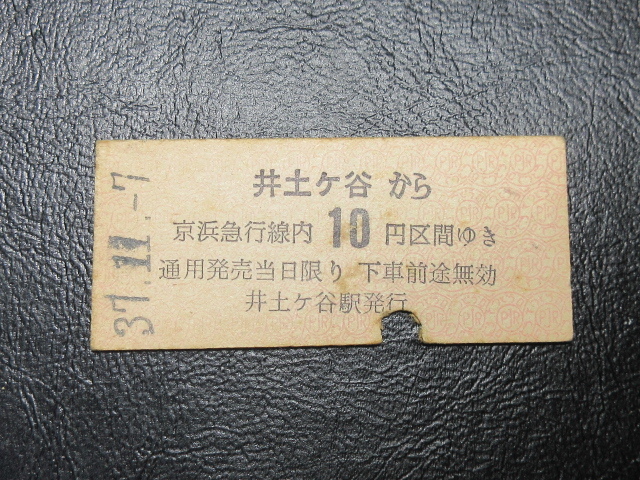 37.11.-7
井土ケ谷から
京浜急行線内 10 円区間ゆき
通用発売当日限り 下車前途無効
井土ケ谷駅発行